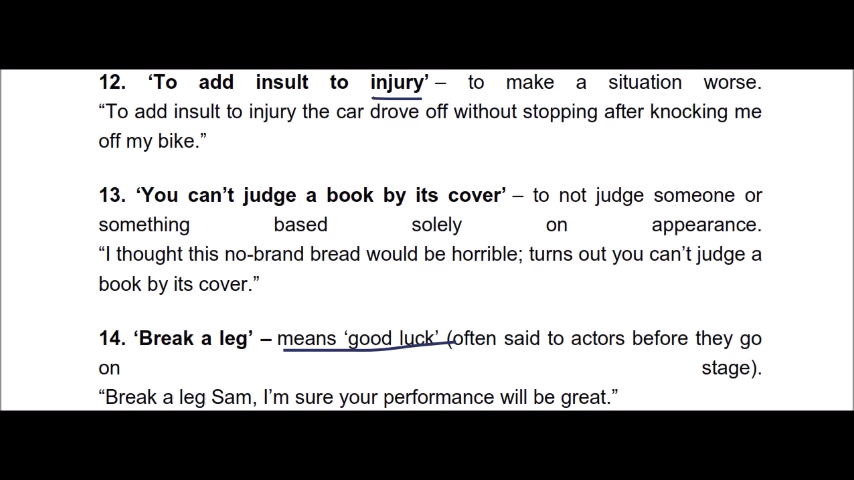 12. ‘To add insult to injury’ – to make a situation worse.
“To add insult to injury the car drove off without stopping after knocking me
off my bike.”
13. ‘You can’t judge a book by its cover’ – to not judge someone or
something based solely on appearance.
“I thought this no-brand bread would be horrible; turns out you can’t judge a
book by its cover.”
14. ‘Break a leg’ – means ‘good luck’ (often said to actors before they go
on stage).
“Break a leg Sam, I’m sure your performance will be great.”